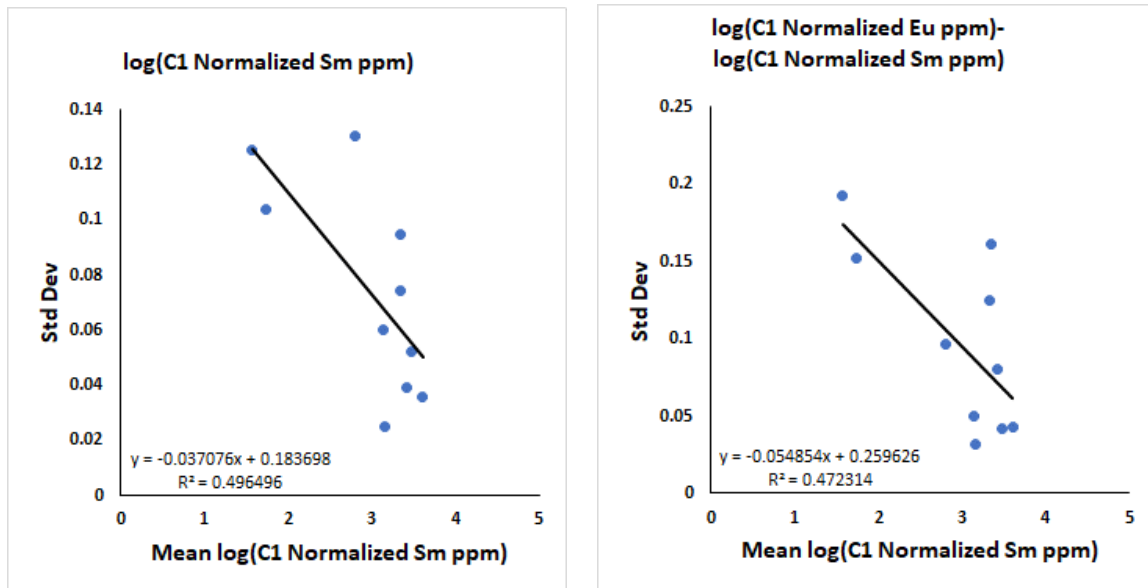 log(C1 Normalized Sm ppm)
0.14
0.12
0.1
0.08
0.06
0.04
0.02
0
Std Dev
y = -0.037076x + 0.183698
R² = 0.496496
0 1 2 3 4 5
Mean log(C1 Normalized Sm ppm)
log(C1 Normalized Eu ppm)-
log(C1 Normalized Sm ppm)
0.25
0.2
0.15
0.1
0.05
0
Std Dev
y = -0.054854x + 0.259626
R² = 0.472314
0 1 2 3 4 5
Mean log(C1 Normalized Sm ppm)